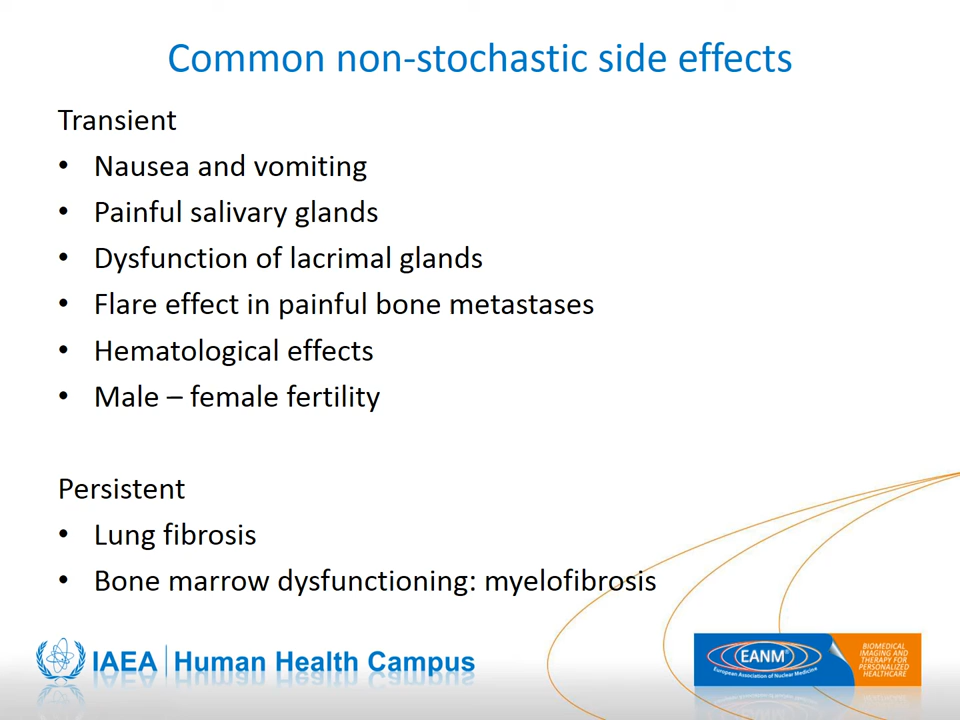 Common non-stochastic side effects
Transient
• Nausea and vomiting
• Painful salivary glands
• Dysfunction of lacrimal glands
• Flare effect in painful bone metastases
• Hematological effects
• Male – female fertility
Persistent
• Lung fibrosis
• Bone marrow dysfunctioning: myelofibrosis
IAEA | Human Health Campus
EANM®
European Association of Nuclear Medicine
BIOMEDICAL
IMAGING AND
THERAPY FOR
PERSONALIZED
HEALTHCARE